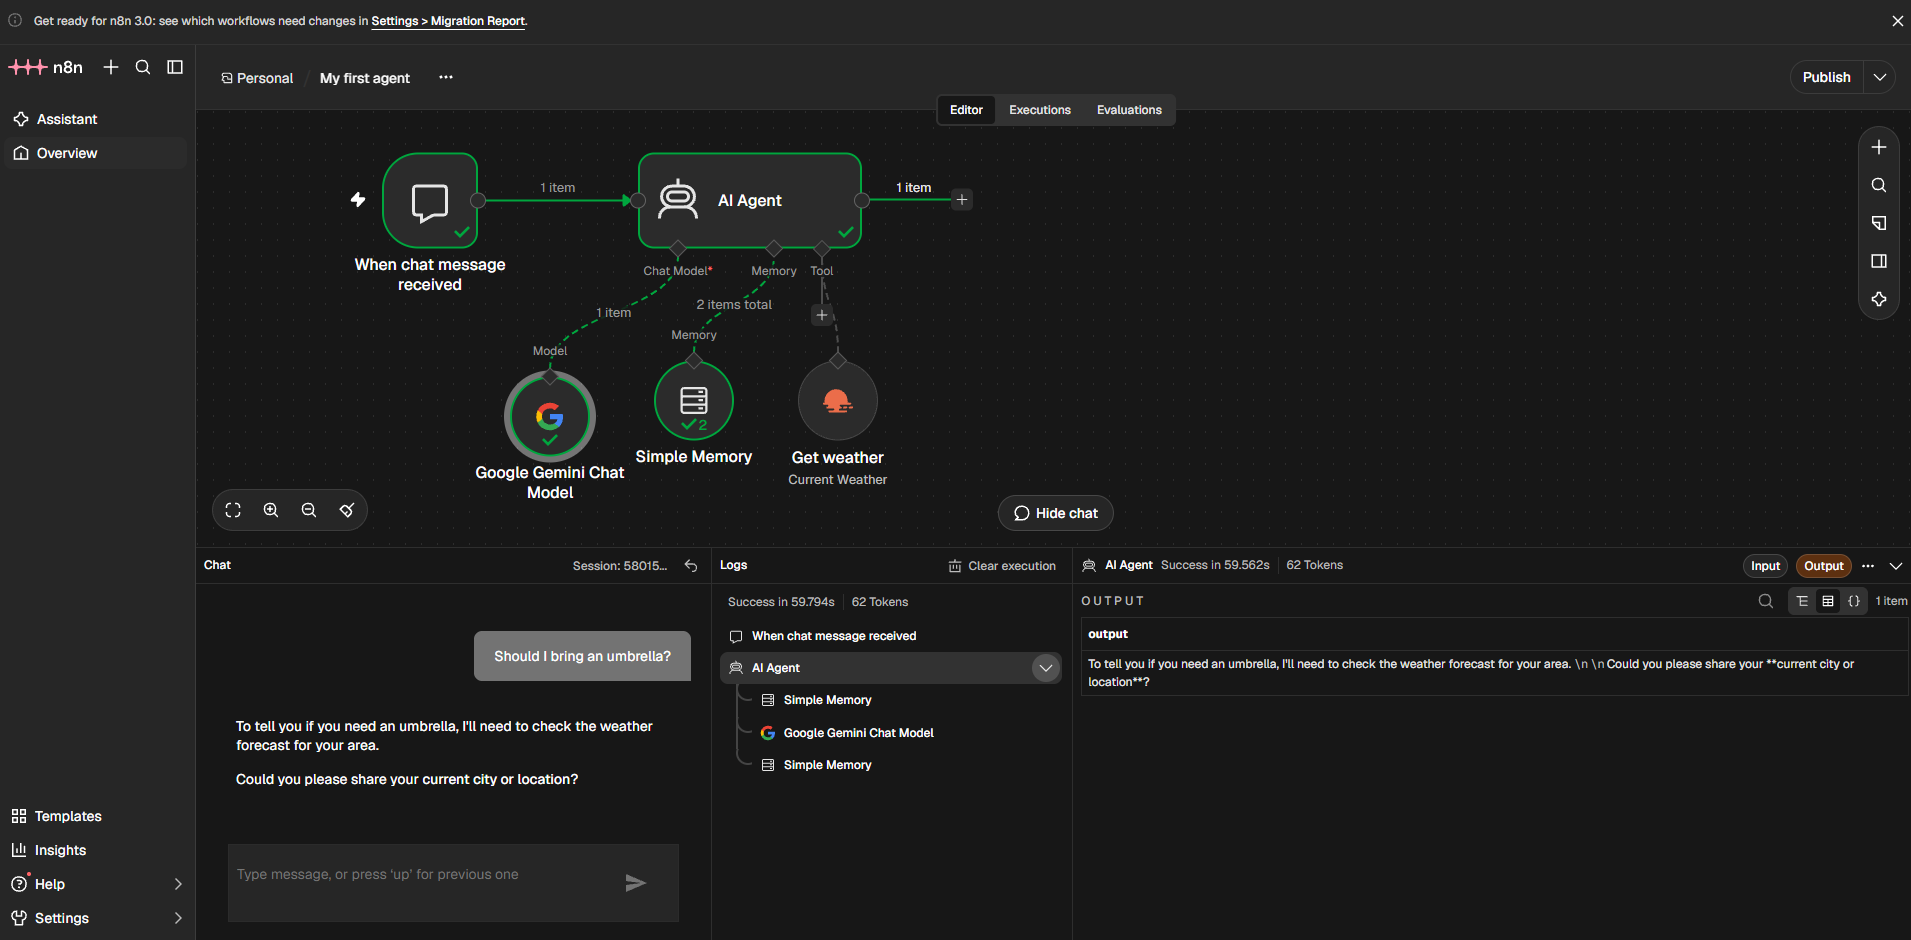 Get ready for n8n 3.0: see which workflows need changes in Settings > Migration Report.
n8n
Personal / My first agent
Publish
Assistant
Overview
Editor
Executions
Evaluations
1 item
AI Agent
1 item
When chat message
received
Chat Model*
Memory
Tool
1 item
2 items total
Memory
Model
2
Google Gemini Chat
Model
Simple Memory
Get weather
Current Weather
Hide chat
Templates
Insights
Help
Settings
Chat
Session: 58015...
Should I bring an umbrella?
To tell you if you need an umbrella, I'll need to check the weather
forecast for your area.
Could you please share your current city or location?
Type message, or press 'up' for previous one
Logs
Clear execution
Success in 59.794s
62 Tokens
When chat message received
AI Agent
Simple Memory
Google Gemini Chat Model
Simple Memory
AI Agent
Success in 59.562s
62 Tokens
Input
Output
OUTPUT
1 item
output
To tell you if you need an umbrella, I'll need to check the weather forecast for your area. \n \n Could you please share your **current city or
location**?